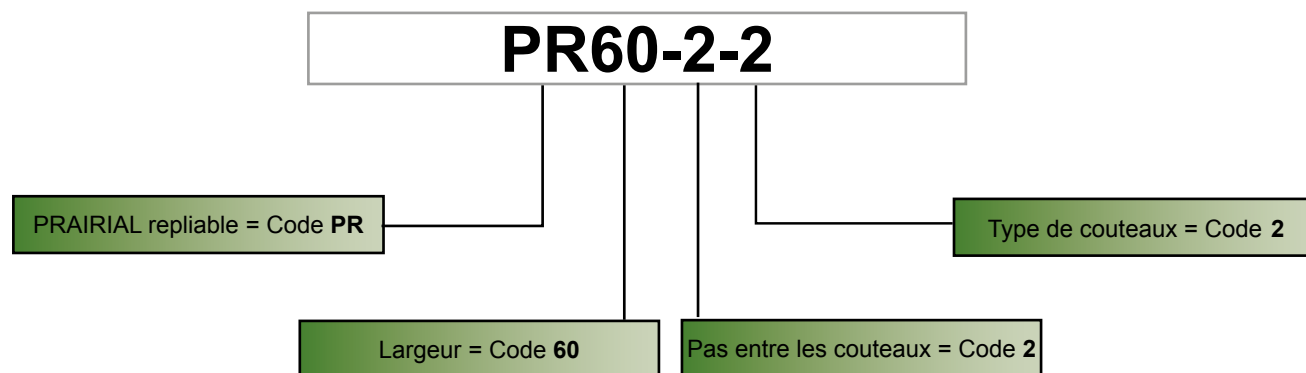 PR60-2-2
PRAIRIAL repliable = Code PR
Type de couteaux = Code 2
Largeur = Code 60
Pas entre les couteaux = Code 2